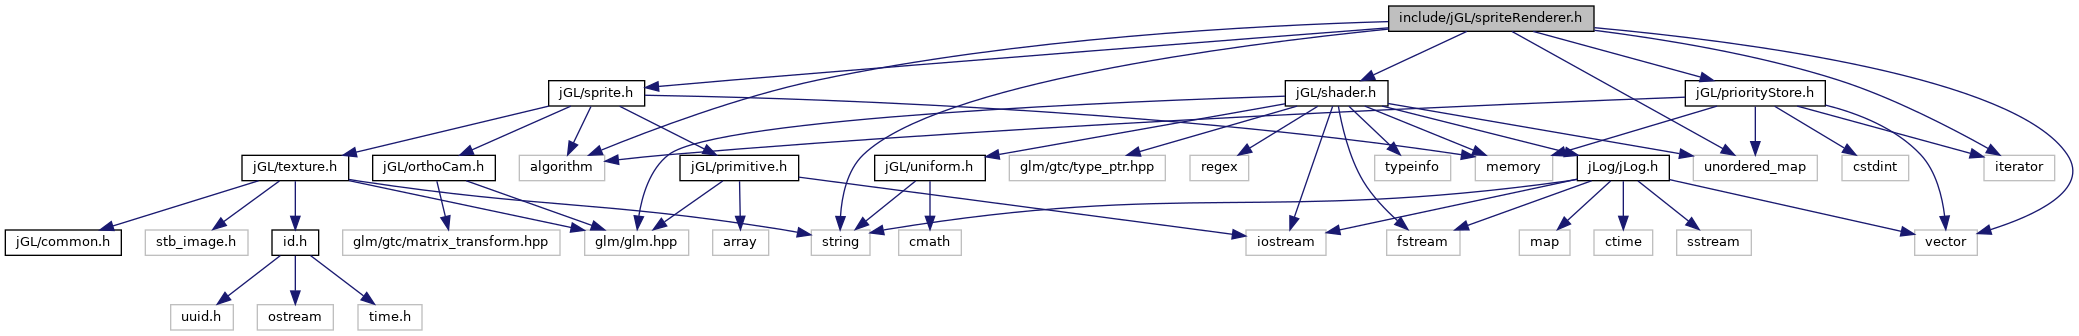 include/jGL/spriteRenderer.h
jGL/sprite.h
jGL/shader.h
jGL/priorityStore.h
jGL/texture.h
jGL/orthoCam.h
algorithm
jGL/primitive.h
jGL/uniform.h
glm/gtc/type_ptr.hpp
regex
typeinfo
memory
jLog/jLog.h
unordered_map
cstdint
iterator
jGL/common.h
stb_image.h
id.h
glm/gtc/matrix_transform.hpp
glm/glm.hpp
array
string
cmath
iostream
fstream
map
ctime
sstream
vector
uuid.h
ostream
time.h